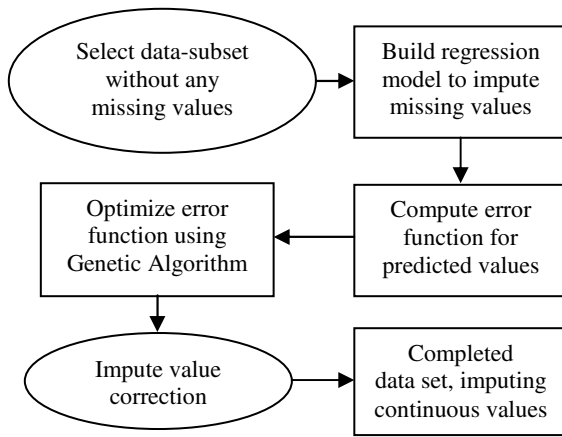 Select data-subset
without any
missing values
Build regression
model to impute
missing values
Compute error
function for
predicted values
Optimize error
function using
Genetic Algorithm
Impute value
correction
Completed
data set, imputing
continuous values